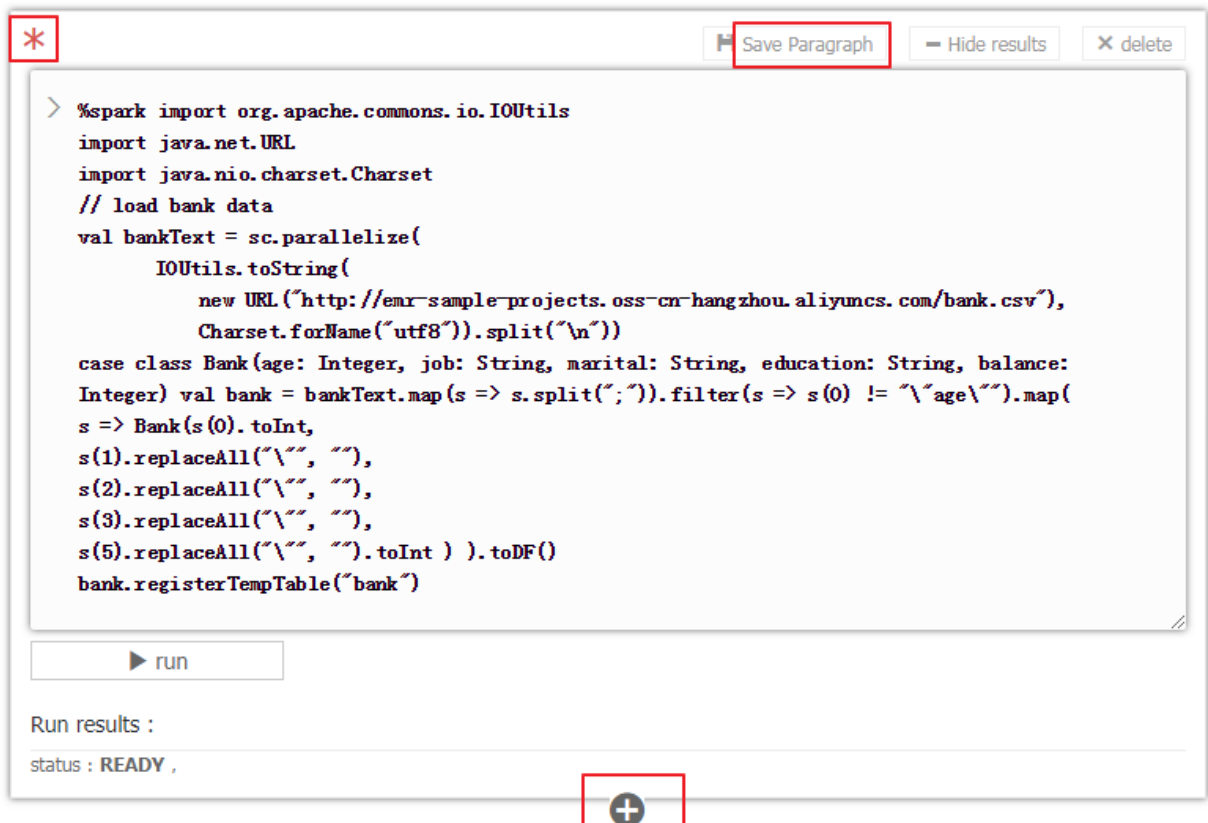 *
Save Paragraph
Hide results
delete
%spark import org.apache.commons.io.IOUtils
import java.net.URL
import java.nio.charset.Charset
// load bank data
val bankText = sc.parallelize(
IOUtils.toString(
new URL("http://emr-sample-projects.oss-cn-hangzhou.aliyuncs.com/bank.csv"),
Charset.forName("utf8")).split("\n"))
case class Bank(age: Integer, job: String, marital: String, education: String, balance:
Integer) val bank = bankText.map(s => s.split(";")).filter(s => s(0) != "\"age\"").map(
s => Bank(s(0).toInt,
s(1).replaceAll("\"", ""),
s(2).replaceAll("\"", ""),
s(3).replaceAll("\"", ""),
s(5).replaceAll("\"", "").toInt ) ).toDF()
bank.registerTempTable("bank")
run
Run results :
status : READY ,